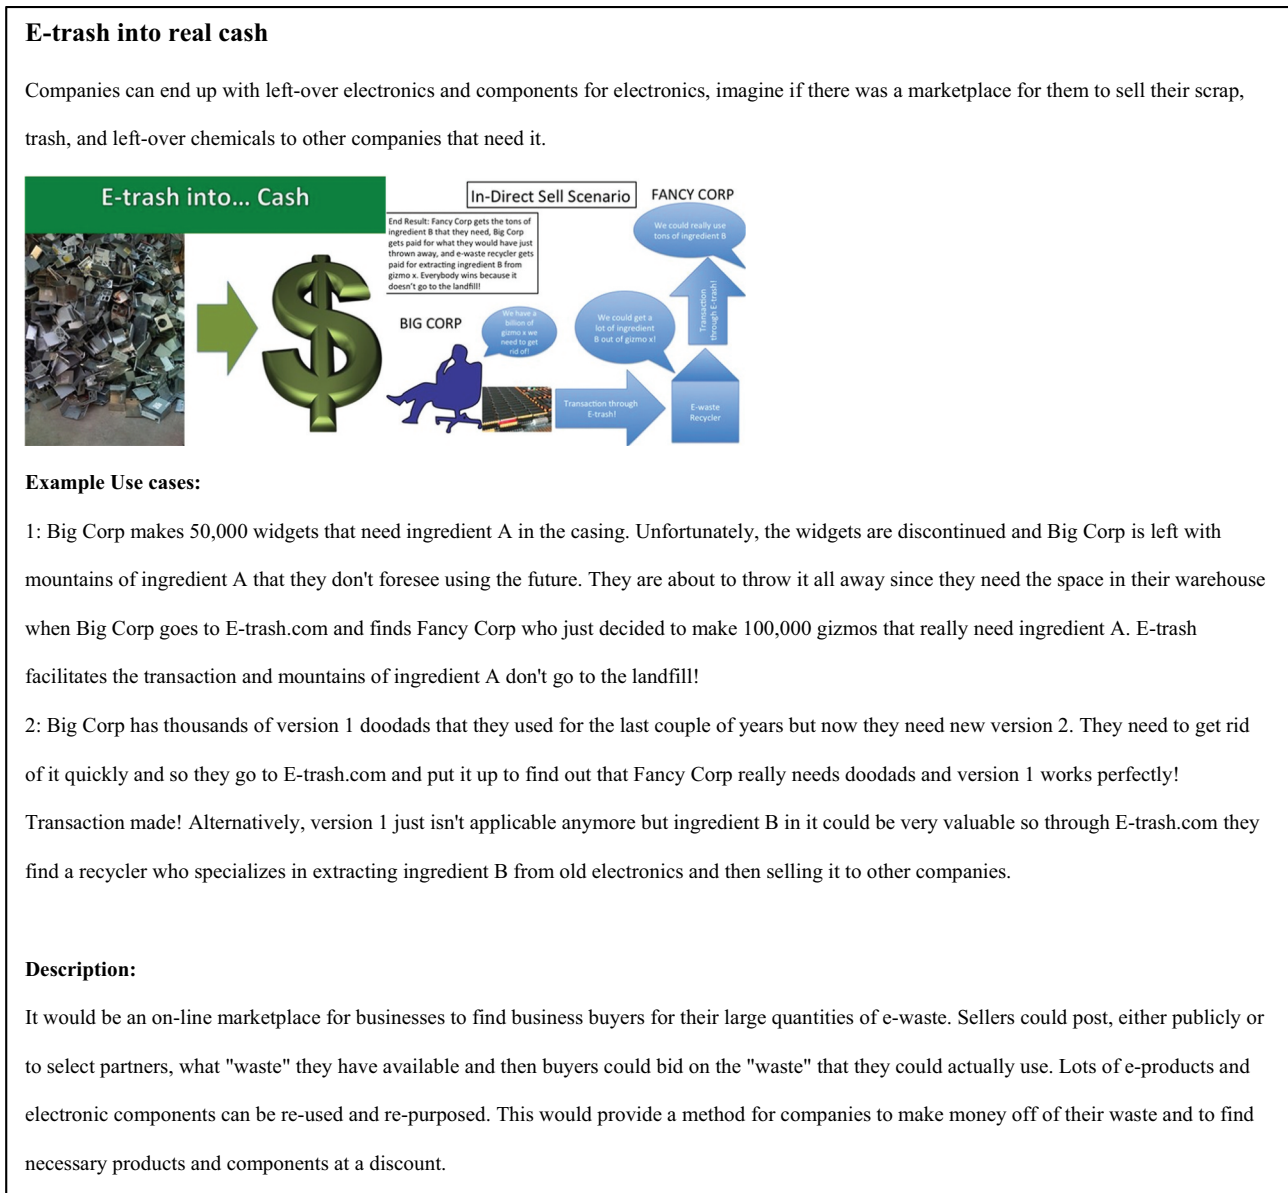 E-trash into real cash
Companies can end up with left-over electronics and components for electronics, imagine if there was a marketplace for them to sell their scrap,
trash, and left-over chemicals to other companies that need it.
E-trash into... Cash
In-Direct Sell Scenario
FANCY CORP
End Result: Fancy Corp gets the tons of
ingredient B that they need, Big Corp
gets paid for what they would have just
thrown away, and e-waste recycler gets
paid for extracting ingredient B from
gizmo x. Everybody wins because it
doesn't go to the landfill!
We could really use
tons of ingredient B
BIG CORP
We have a
billion of
gizmo x we
need to get
rid of!
We could get a
lot of ingredient
B out of gizmo x!
Transaction
through E-trash!
Transaction through
E-trash!
E-waste
Recycler
Example Use cases:
1: Big Corp makes 50,000 widgets that need ingredient A in the casing. Unfortunately, the widgets are discontinued and Big Corp is left with
mountains of ingredient A that they don't foresee using the future. They are about to throw it all away since they need the space in their warehouse
when Big Corp goes to E-trash.com and finds Fancy Corp who just decided to make 100,000 gizmos that really need ingredient A. E-trash
facilitates the transaction and mountains of ingredient A don't go to the landfill!
2: Big Corp has thousands of version 1 doodads that they used for the last couple of years but now they need new version 2. They need to get rid
of it quickly and so they go to E-trash.com and put it up to find out that Fancy Corp really needs doodads and version 1 works perfectly!
Transaction made! Alternatively, version 1 just isn't applicable anymore but ingredient B in it could be very valuable so through E-trash.com they
find a recycler who specializes in extracting ingredient B from old electronics and then selling it to other companies.
Description:
It would be an on-line marketplace for businesses to find business buyers for their large quantities of e-waste. Sellers could post, either publicly or
to select partners, what "waste" they have available and then buyers could bid on the "waste" that they could actually use. Lots of e-products and
electronic components can be re-used and re-purposed. This would provide a method for companies to make money off of their waste and to find
necessary products and components at a discount.